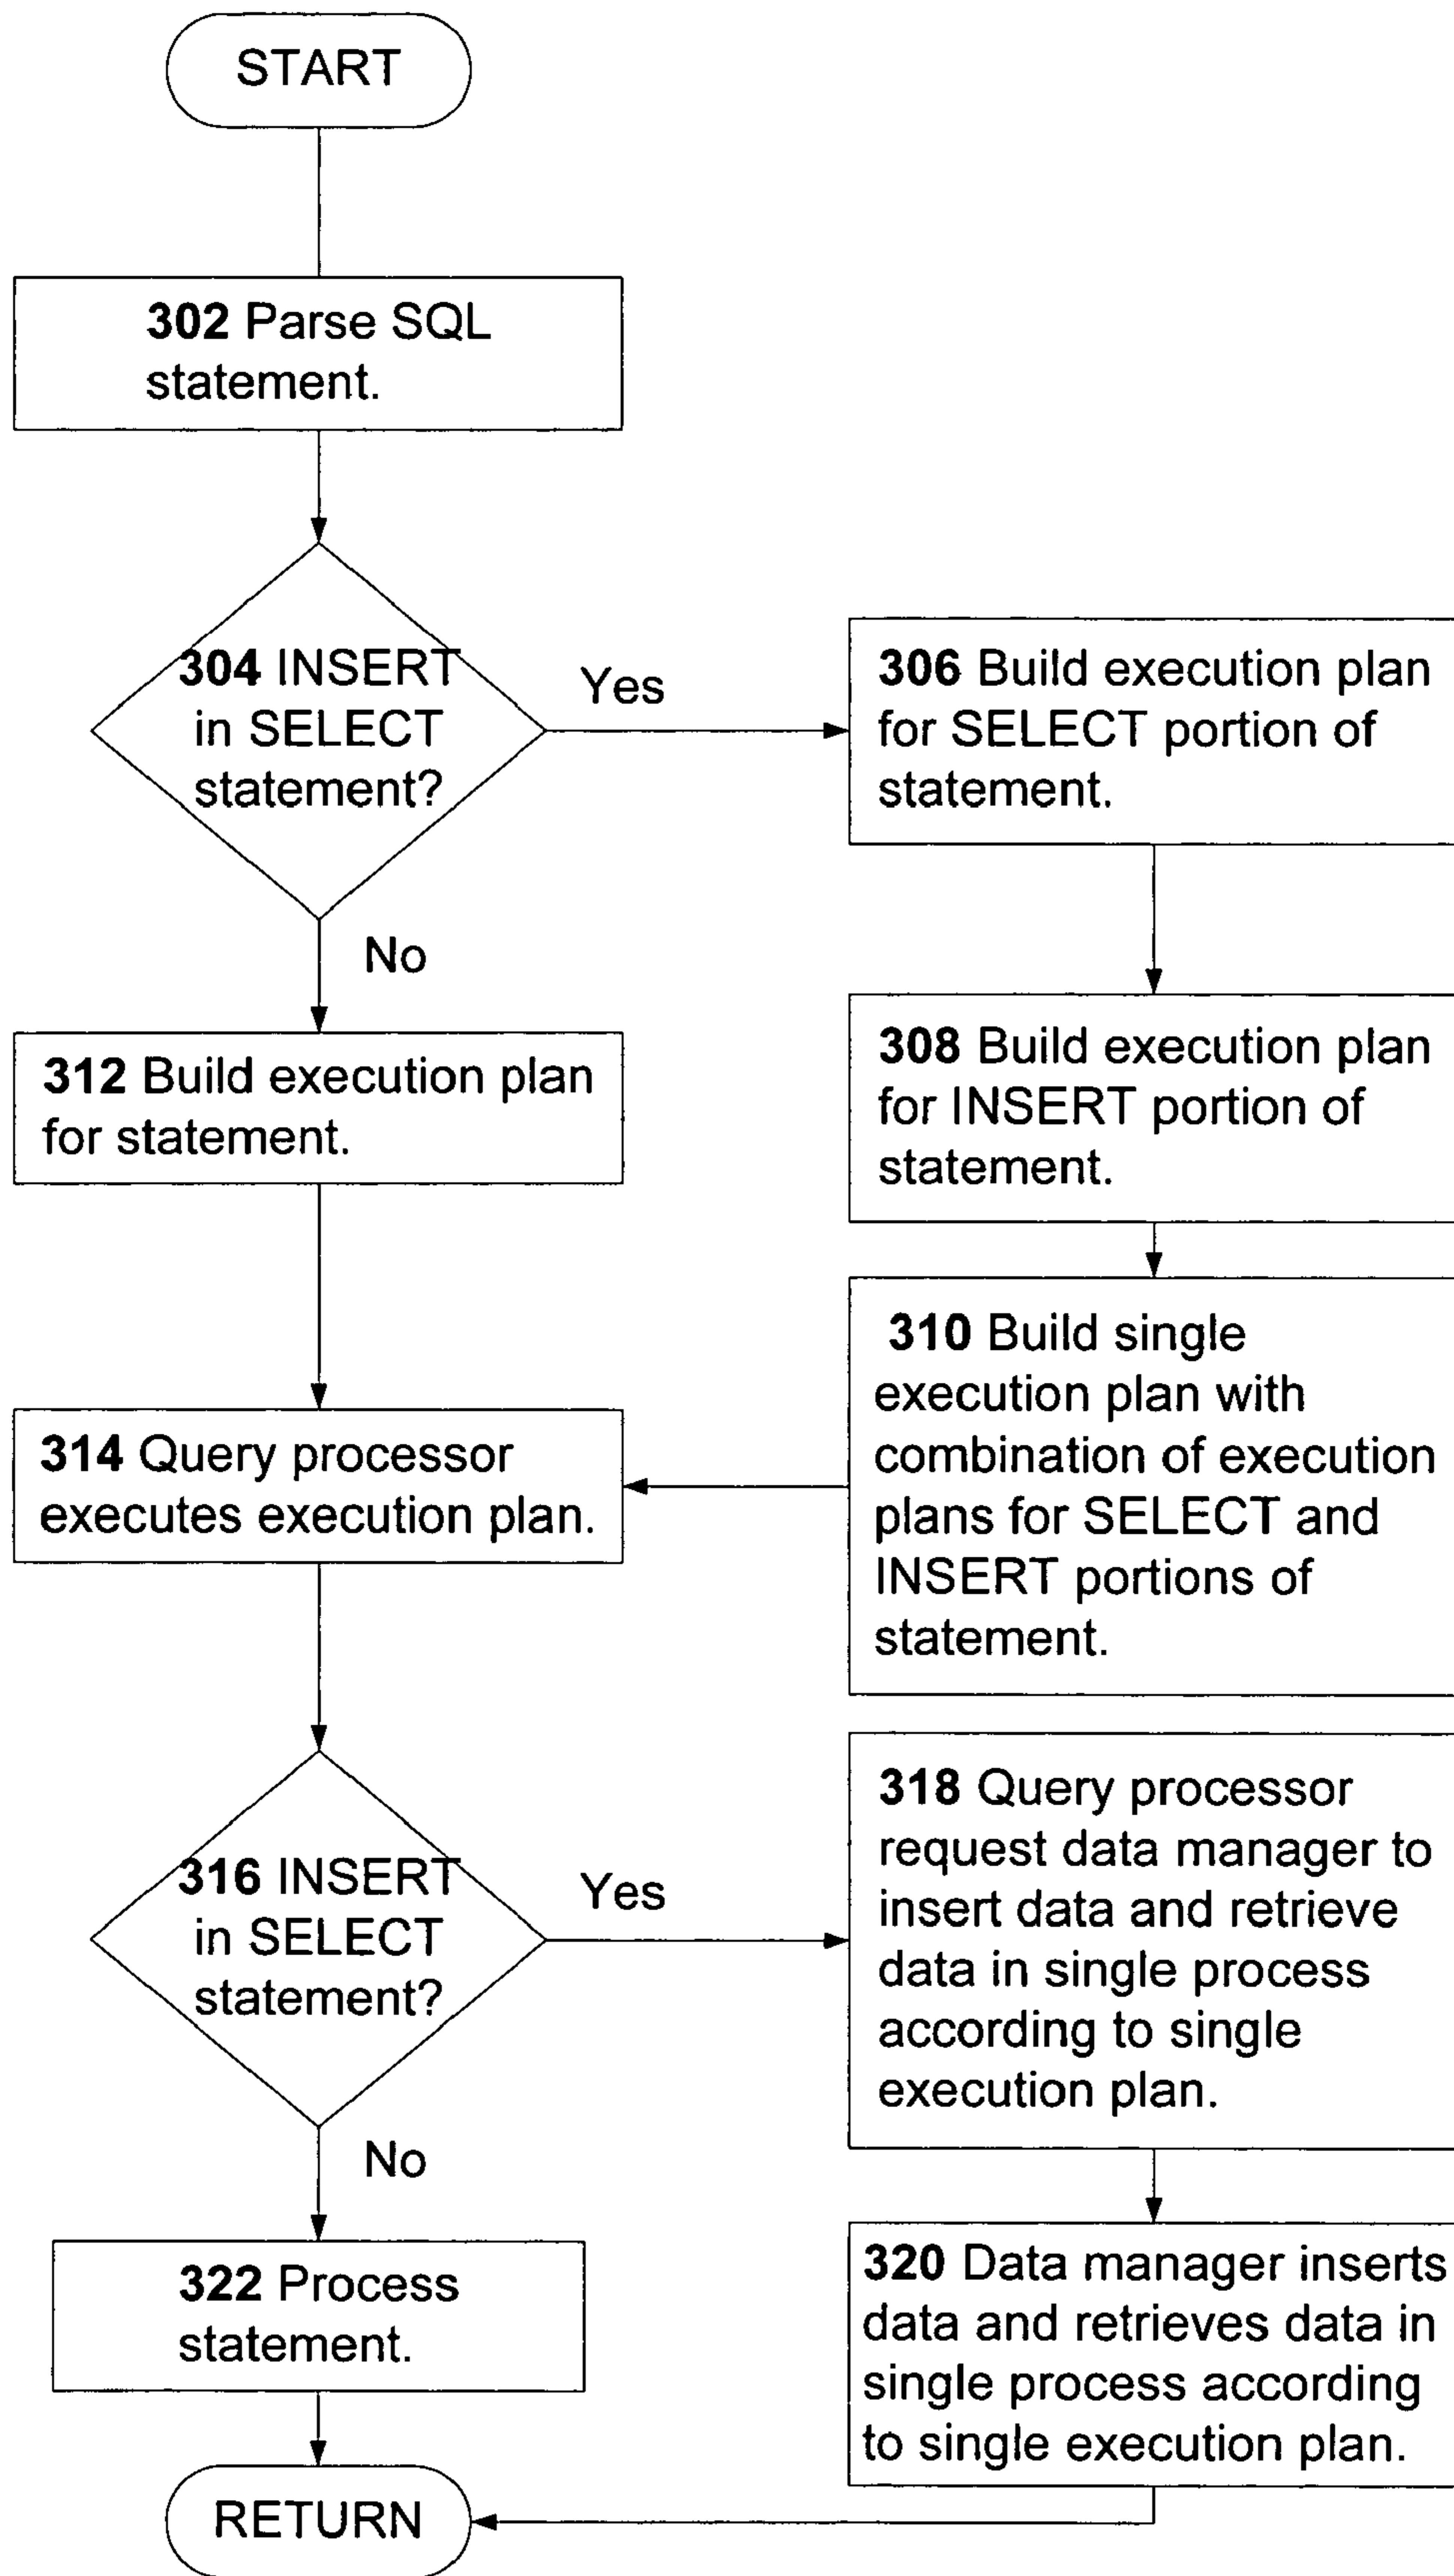 START
302 Parse SQL
statement.
304 INSERT
in SELECT
statement?
Yes
306 Build execution plan
for SELECT portion of
statement.
No
312 Build execution plan
for statement.
308 Build execution plan
for INSERT portion of
statement.
310 Build single
execution plan with
combination of execution
plans for SELECT and
INSERT portions of
statement.
314 Query processor
executes execution plan.
316 INSERT
in SELECT
statement?
Yes
318 Query processor
request data manager to
insert data and retrieve
data in single process
according to single
execution plan.
No
322 Process
statement.
320 Data manager inserts
data and retrieves data in
single process according
to single execution plan.
RETURN